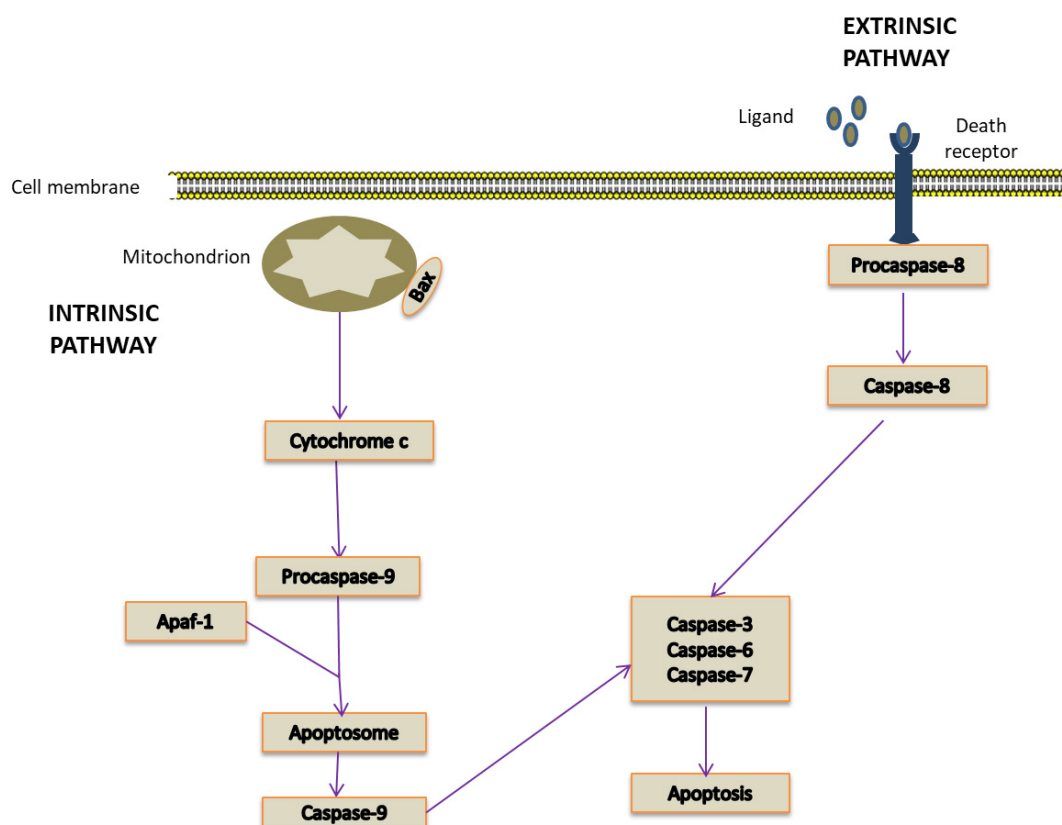 EXTRINSIC
PATHWAY
Ligand
Death
receptor
Cell membrane
Mitochondrion
Bax
Procaspase-8
INTRINSIC
PATHWAY
Caspase-8
Cytochrome c
Procaspase-9
Apaf-1
Caspase-3
Caspase-6
Caspase-7
Apoptosome
Caspase-9
Apoptosis